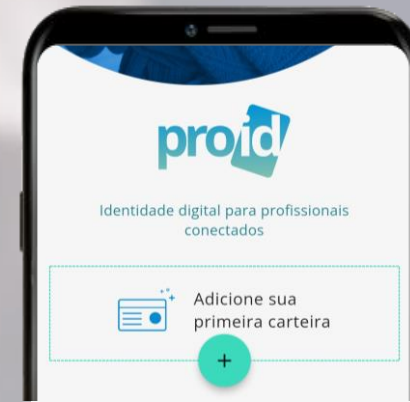 proid
Identidade digital para profissionais
conectados
Adicione sua
primeira carteira
+